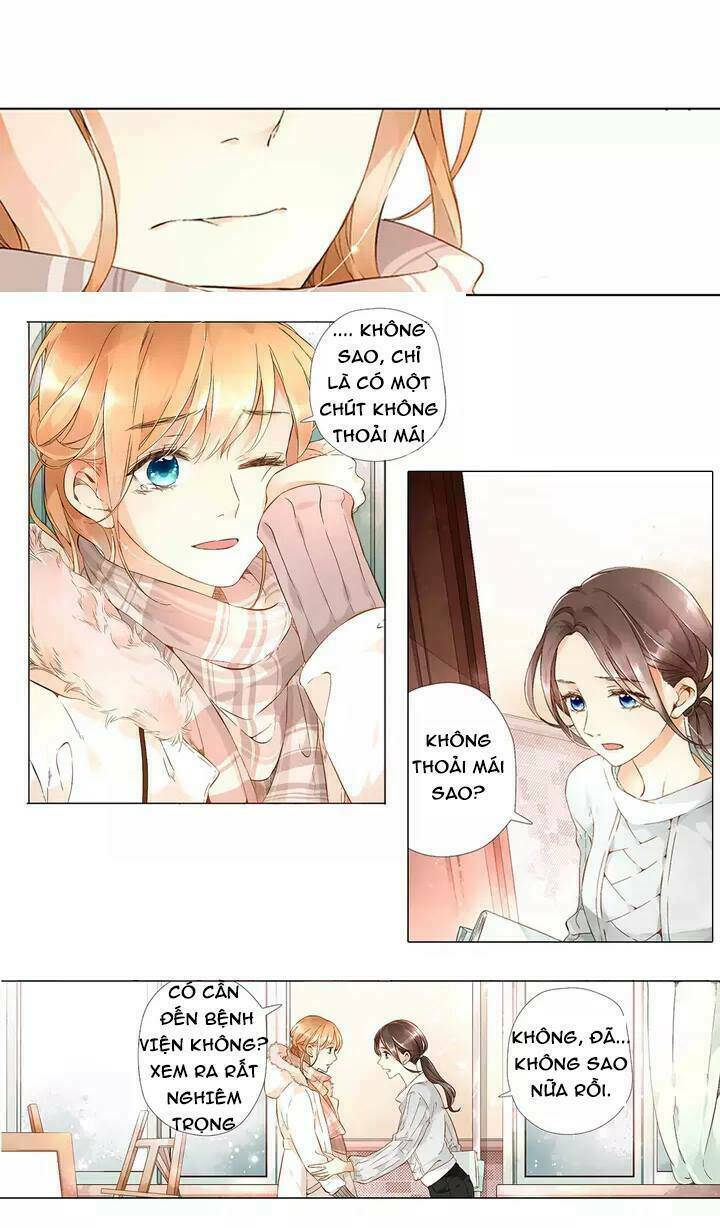 .... KHÔNG
SAO, CHỈ
LÀ CÓ MỘT
CHÚT KHÔNG
THOẢI MÁI
KHÔNG
THOẢI MÁI
SAO?
CÓ CẦN
ĐẾN BỆNH
VIỆN KHÔNG?
XEM RA RẤT
NGHIÊM
TRỌNG
KHÔNG, ĐÃ...
KHÔNG SAO
NỮA RỒI.